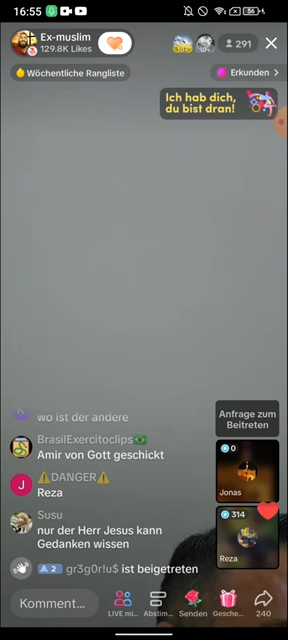 16:55
56
Ex-muslim
129.8K Likes
291
Wöchentliche Rangliste
Erkunden
Ich hab dich,
du bist dran!
wo ist der andere
Anfrage zum
Beitreten
BrasilExercitoclips🇧🇷
Amir von Gott geschickt
0
Jonas
⚠️DANGER⚠️
J
Reza
Susu
314
nur der Herr Jesus kann
Gedanken wissen
Reza
2 gr3g0r!u$ ist beigetreten
Komment...
LIVE mi...
Abstim...
Senden
Gesche...
240